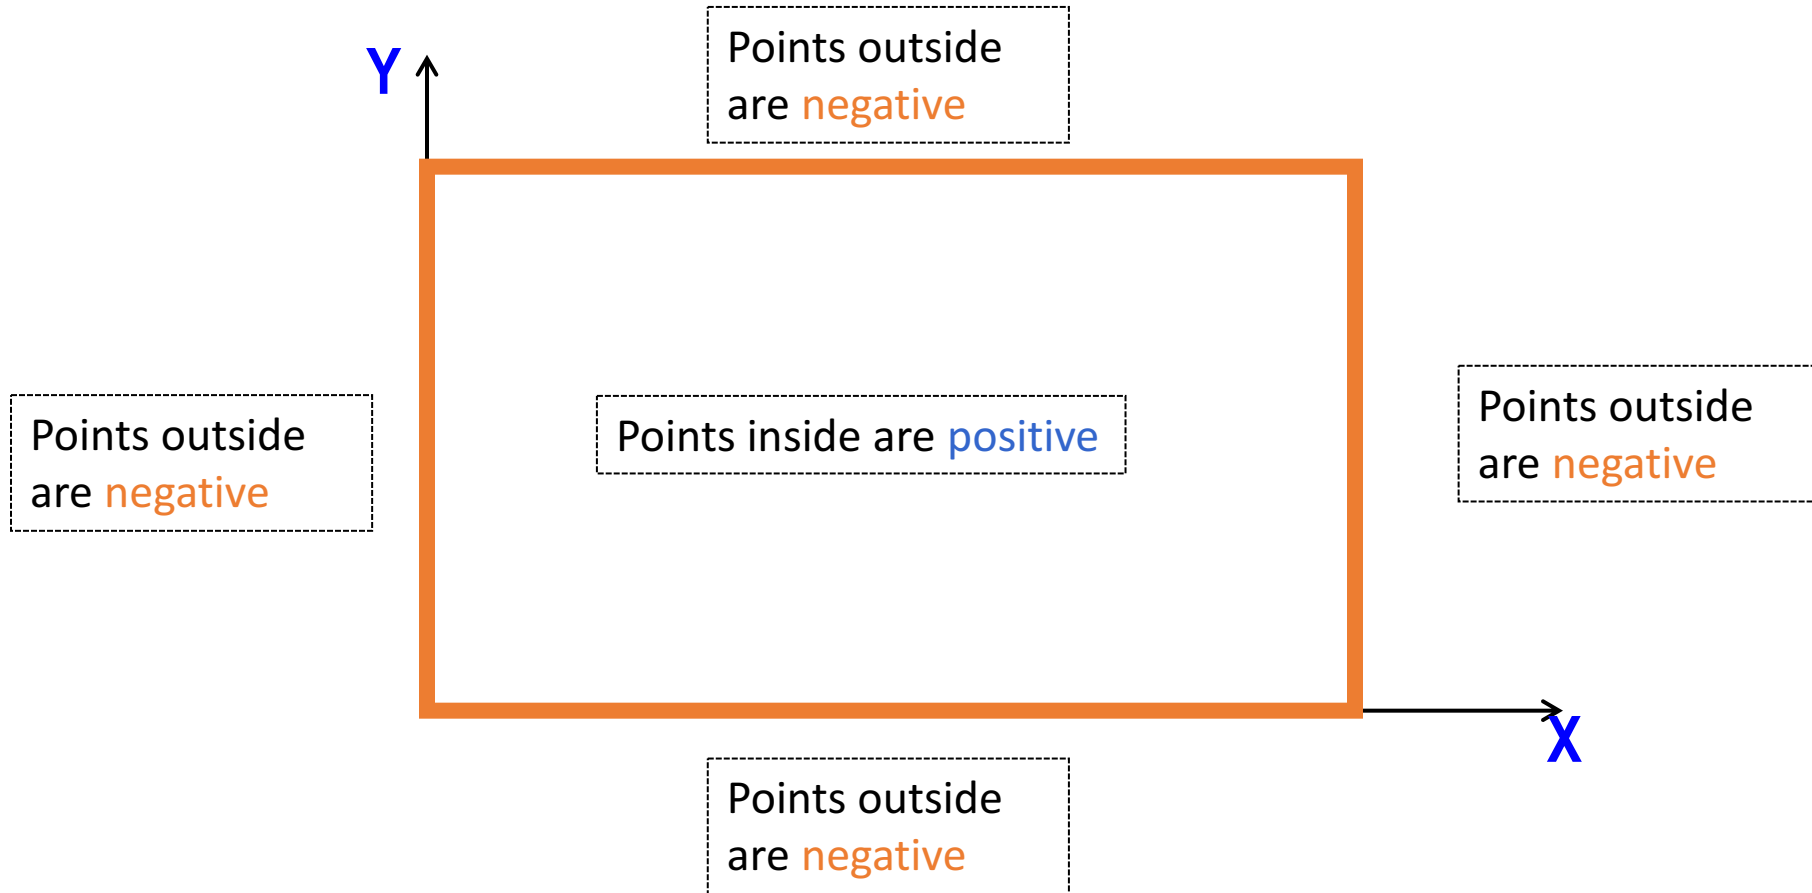 Y
Points outside
are negative
Points outside
are negative
Points inside are positive
Points outside
are negative
X
Points outside
are negative